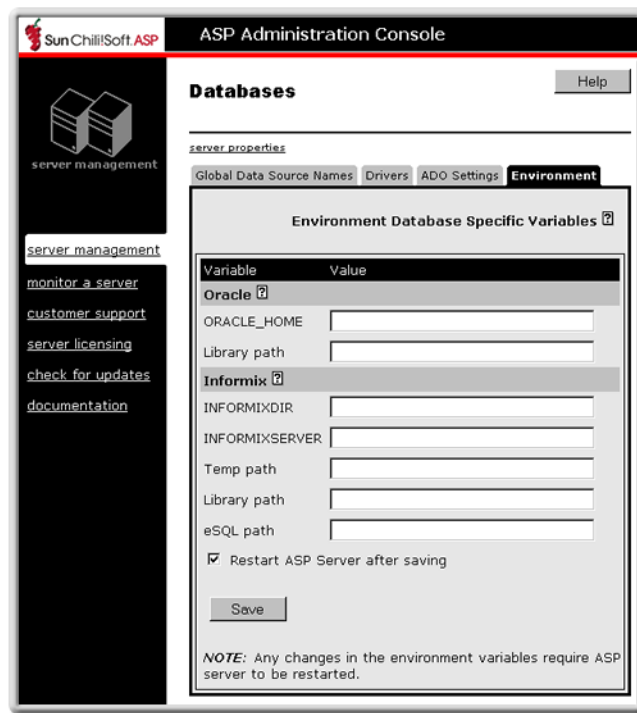 Sun Chili!Soft ASP
ASP Administration Console
Databases
Help
server management
server properties
Global Data Source Names Drivers ADO Settings Environment
Environment Database Specific Variables ?
server management
monitor a server
customer support
server licensing
check for updates
documentation
Variable Value
Oracle ?
ORACLE_HOME
Library path
Informix ?
INFORMIXDIR
INFORMIXSERVER
Temp path
Library path
eSQL path
Restart ASP Server after saving
Save
NOTE: Any changes in the environment variables require ASP
server to be restarted.